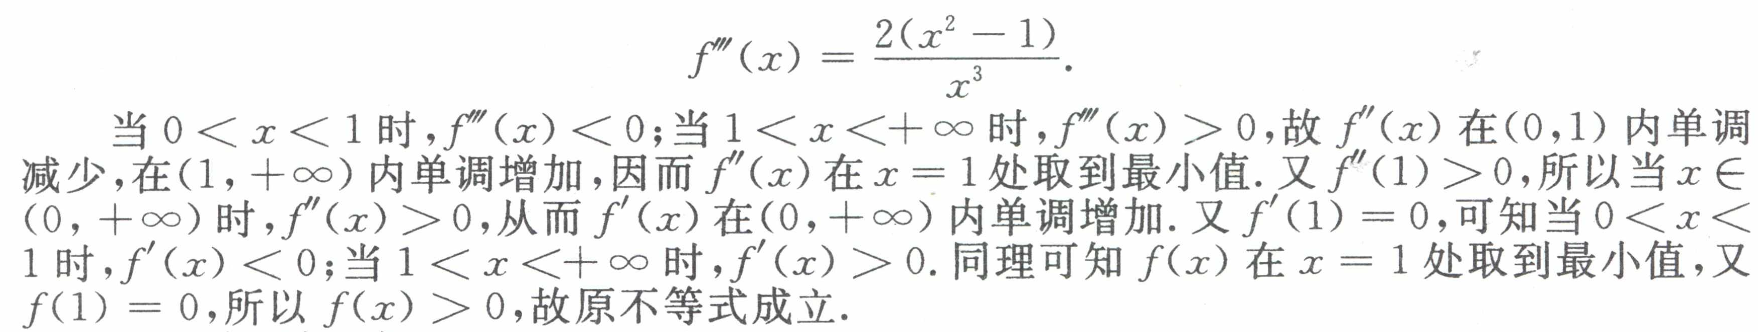 f‴(x) = 2(x² − 1)/x³.
当 0 < x < 1 时,f‴(x) < 0;当 1 < x <+ ∞ 时,f‴(x) > 0,故 f″(x) 在(0,1) 内单调
减少,在(1, +∞) 内单调增加,因而 f″(x) 在 x = 1 处取到最小值. 又 f″(1) > 0,所以当 x ∈
(0, +∞) 时,f″(x) > 0,从而 f′(x) 在(0, +∞) 内单调增加. 又 f′(1) = 0,可知当 0 < x <
1 时,f′(x) < 0;当 1 < x <+ ∞ 时,f′(x) > 0. 同理可知 f(x) 在 x = 1 处取到最小值,又
f(1) = 0,所以 f(x) > 0,故原不等式成立.